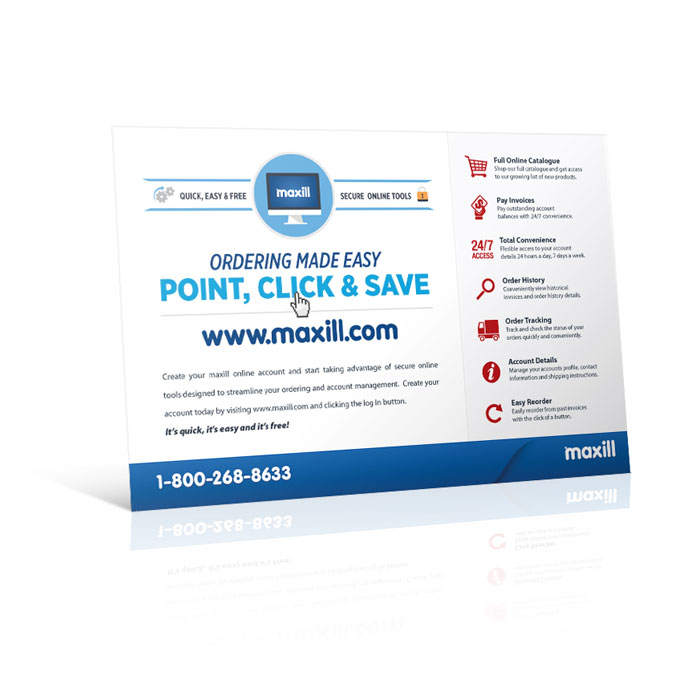 QUICK, EASY & FREE
maxill
SECURE ONLINE TOOLS
ORDERING MADE EASY
POINT, CLICK & SAVE
www.maxill.com
Create your maxill online account and start taking advantage of secure online
tools designed to streamline your ordering and account management. Create your
account today by visiting www.maxill.com and clicking the log in button.
It's quick, it's easy and it's free!
1-800-268-8633
Full Online Catalogue
Shop our full catalogue and get access
to our growing list of new products.
Pay Invoices
Pay outstanding account
balances with 24/7 convenience.
24/7
ACCESS
Total Convenience
Flexible access to your account
details 24 hours a day, 7 days a week.
Order History
Conveniently view historical
invoices and order history details.
Order Tracking
Track and check the status of your
orders quickly and conveniently.
Account Details
Manage your accounts profile, contact
information and shipping instructions.
Easy Reorder
Easily reorder from past invoices
with the click of a button.
maxill